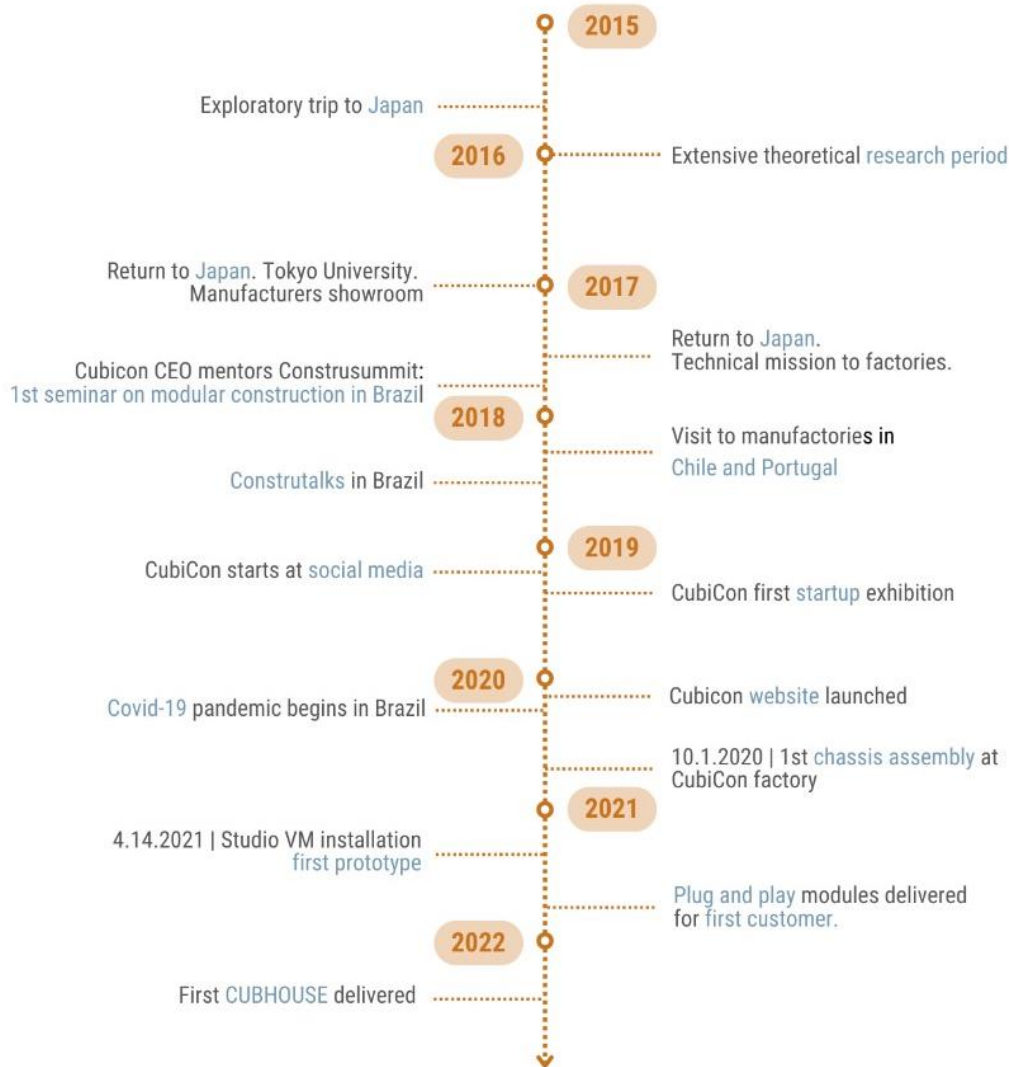 2015
Exploratory trip to Japan
2016
Extensive theoretical research period
Return to Japan. Tokyo University.
Manufacturers showroom
2017
Return to Japan.
Technical mission to factories.
Cubicon CEO mentors Construsummit:
1st seminar on modular construction in Brazil
2018
Visit to manufactories in
Chile and Portugal
Construtalks in Brazil
2019
CubiCon starts at social media
CubiCon first startup exhibition
2020
Cubicon website launched
Covid-19 pandemic begins in Brazil
10.1.2020 | 1st chassis assembly at
CubiCon factory
2021
4.14.2021 | Studio VM installation
first prototype
Plug and play modules delivered
for first customer.
2022
First CUBHOUSE delivered